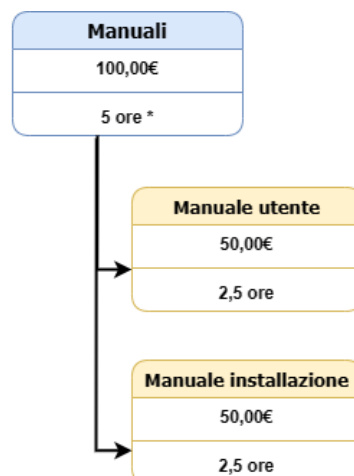 Manuali
100,00€
5 ore *
Manuale utente
50,00€
2,5 ore
Manuale installazione
50,00€
2,5 ore